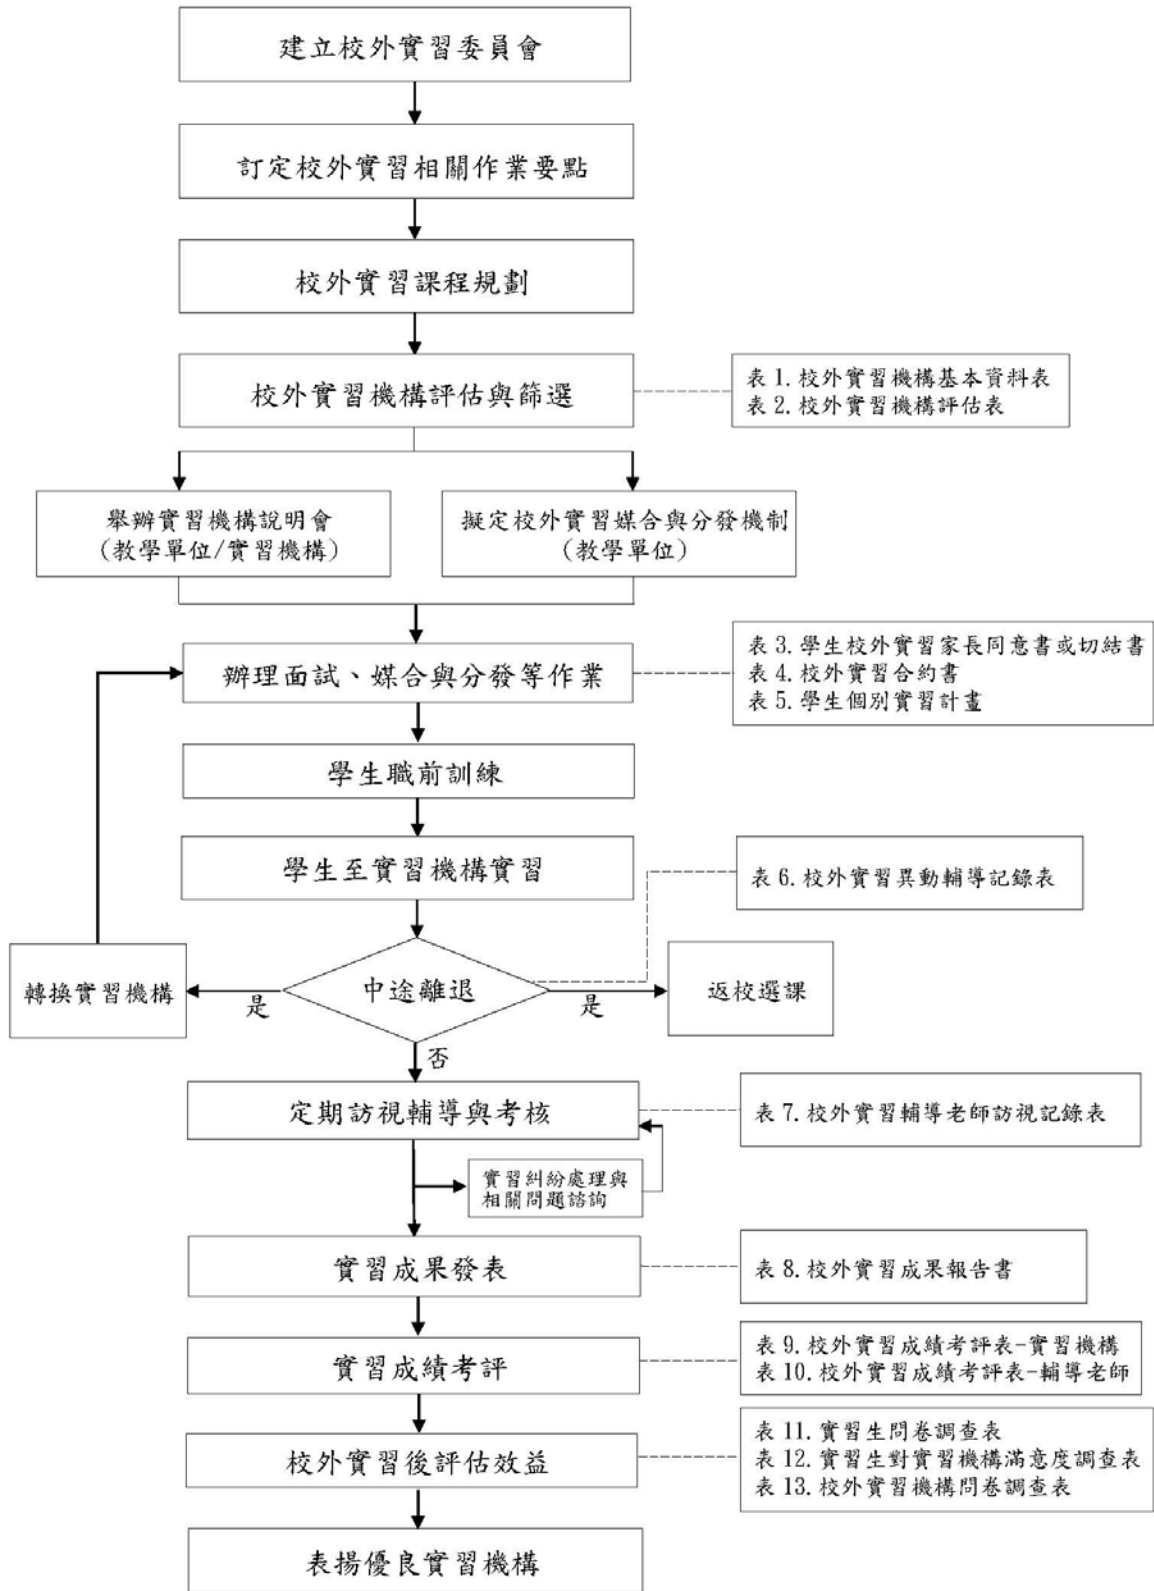 建立校外實習委員會
訂定校外實習相關作業要點
校外實習課程規劃
校外實習機構評估與篩選
表 1. 校外實習機構基本資料表
表 2. 校外實習機構評估表
舉辦實習機構說明會
(教學單位/實習機構)
擬定校外實習媒合與分發機制
(教學單位)
辦理面試、媒合與分發等作業
表 3. 學生校外實習家長同意書或切結書
表 4. 校外實習合約書
表 5. 學生個別實習計畫
學生職前訓練
學生至實習機構實習
表 6. 校外實習異動輔導記錄表
轉換實習機構
是
中途離退
是
返校選課
否
定期訪視輔導與考核
表 7. 校外實習輔導老師訪視記錄表
實習糾紛處理與
相關問題諮詢
實習成果發表
表 8. 校外實習成果報告書
實習成績考評
表 9. 校外實習成績考評表-實習機構
表 10. 校外實習成績考評表-輔導老師
校外實習後評估效益
表 11. 實習生問卷調查表
表 12. 實習生對實習機構滿意度調查表
表 13. 校外實習機構問卷調查表
表揚優良實習機構